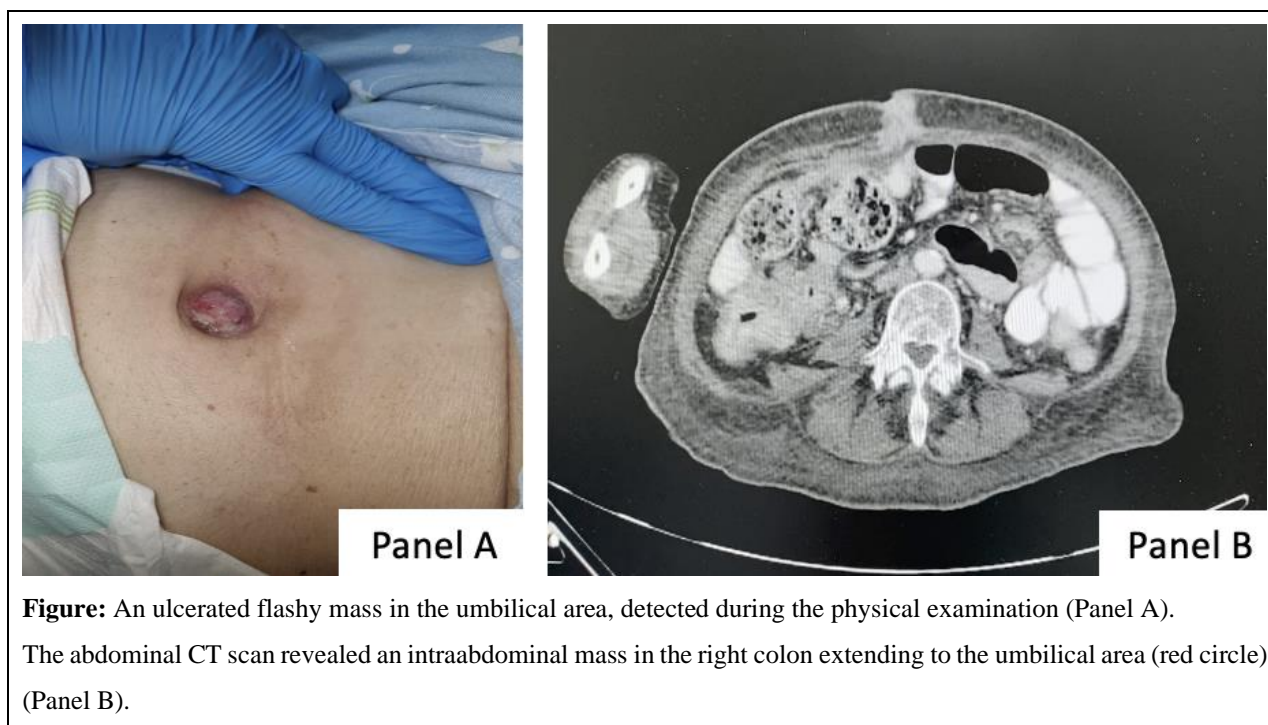 Panel A
Panel B
Figure: An ulcerated flashy mass in the umbilical area, detected during the physical examination (Panel A).
The abdominal CT scan revealed an intraabdominal mass in the right colon extending to the umbilical area (red circle)
(Panel B).